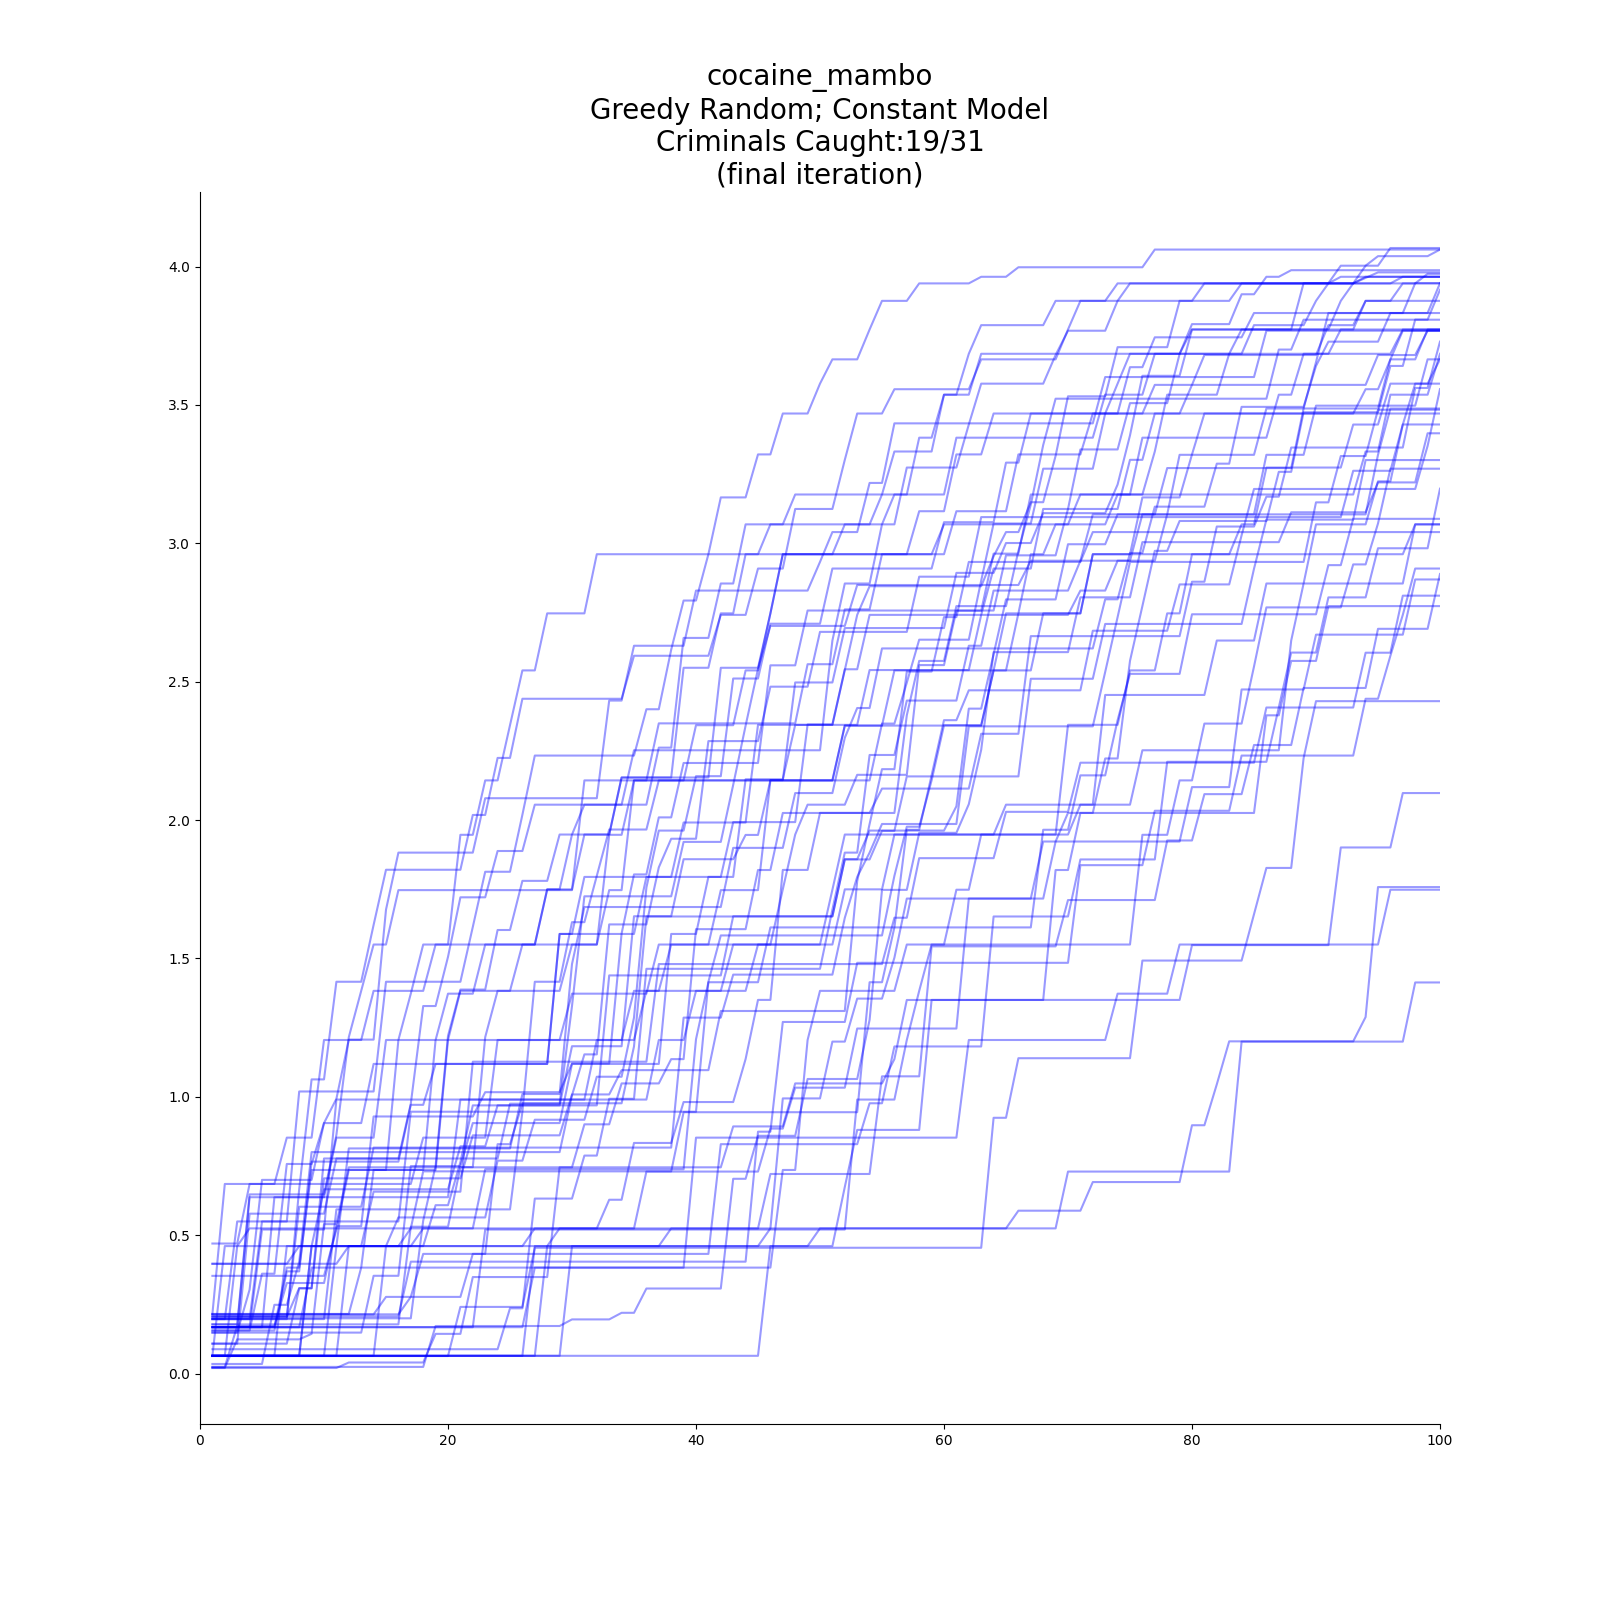 cocaine_mambo
Greedy Random; Constant Model
Criminals Caught:19/31
(final iteration)
4.0
3.5
3.0
2.5
2.0
1.5
1.0
0.5
0.0
0 20 40 60 80 100